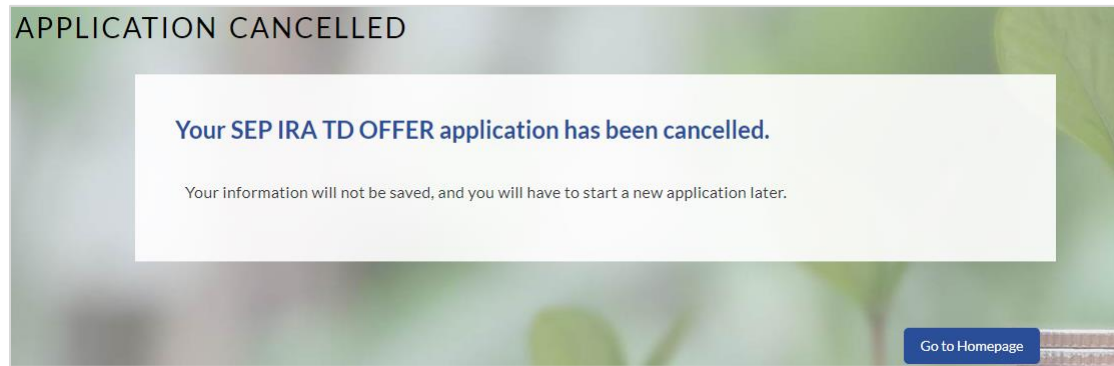 APPLICATION CANCELLED
Your SEP IRA TD OFFER application has been cancelled.
Your information will not be saved, and you will have to start a new application later.
Go to Homepage